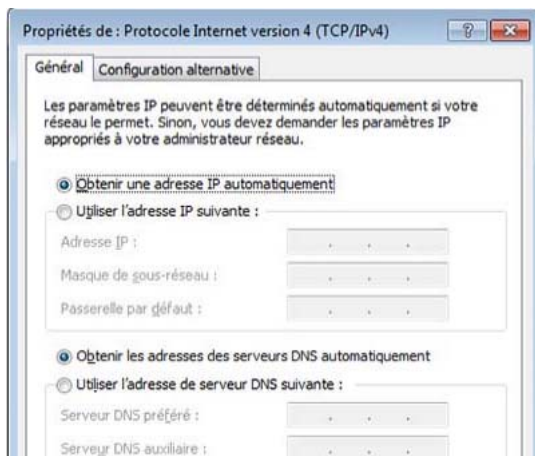 Propriétés de : Protocole Internet version 4 (TCP/IPv4)
Général
Configuration alternative
Les paramètres IP peuvent être déterminés automatiquement si votre
réseau le permet. Sinon, vous devez demander les paramètres IP
appropriés à votre administrateur réseau.
Obtenir une adresse IP automatiquement
Utiliser l'adresse IP suivante :
Adresse IP :
Masque de sous-réseau :
Passerelle par défaut :
Obtenir les adresses des serveurs DNS automatiquement
Utiliser l'adresse de serveur DNS suivante :
Serveur DNS préféré :
Serveur DNS auxiliaire :